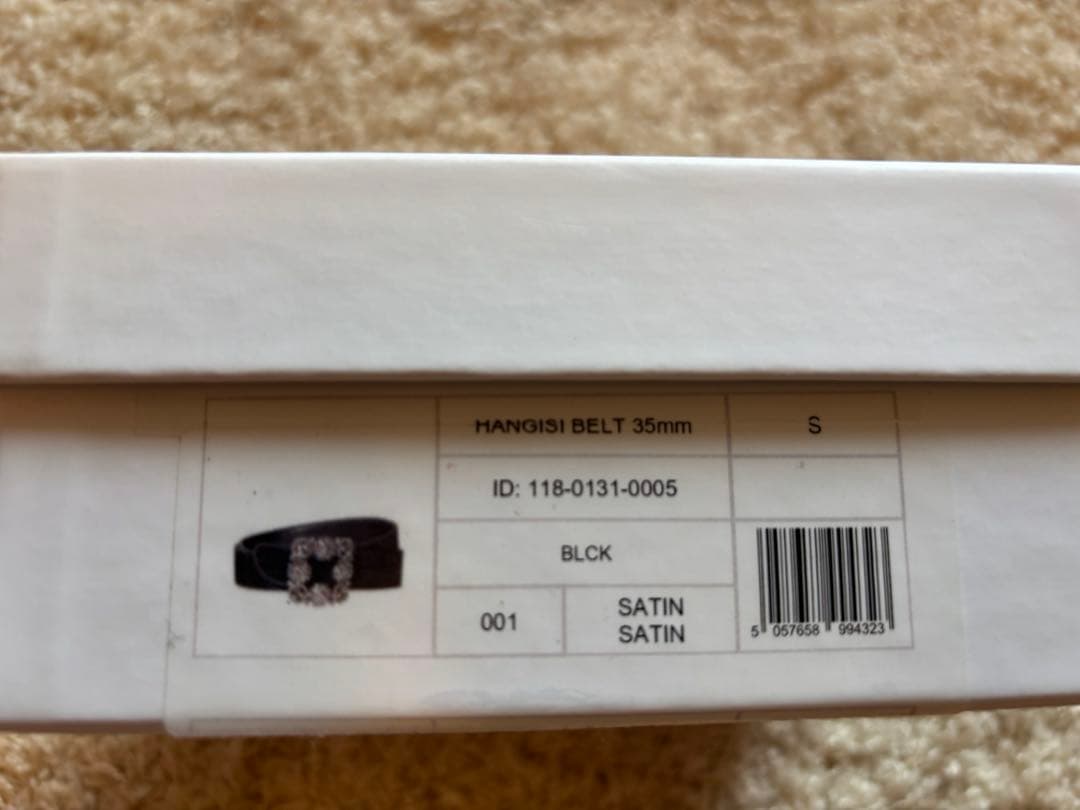 HANGISI BELT 35mm
S
ID: 118-0131-0005
BLCK
001
SATIN
SATIN
5 057658 994323